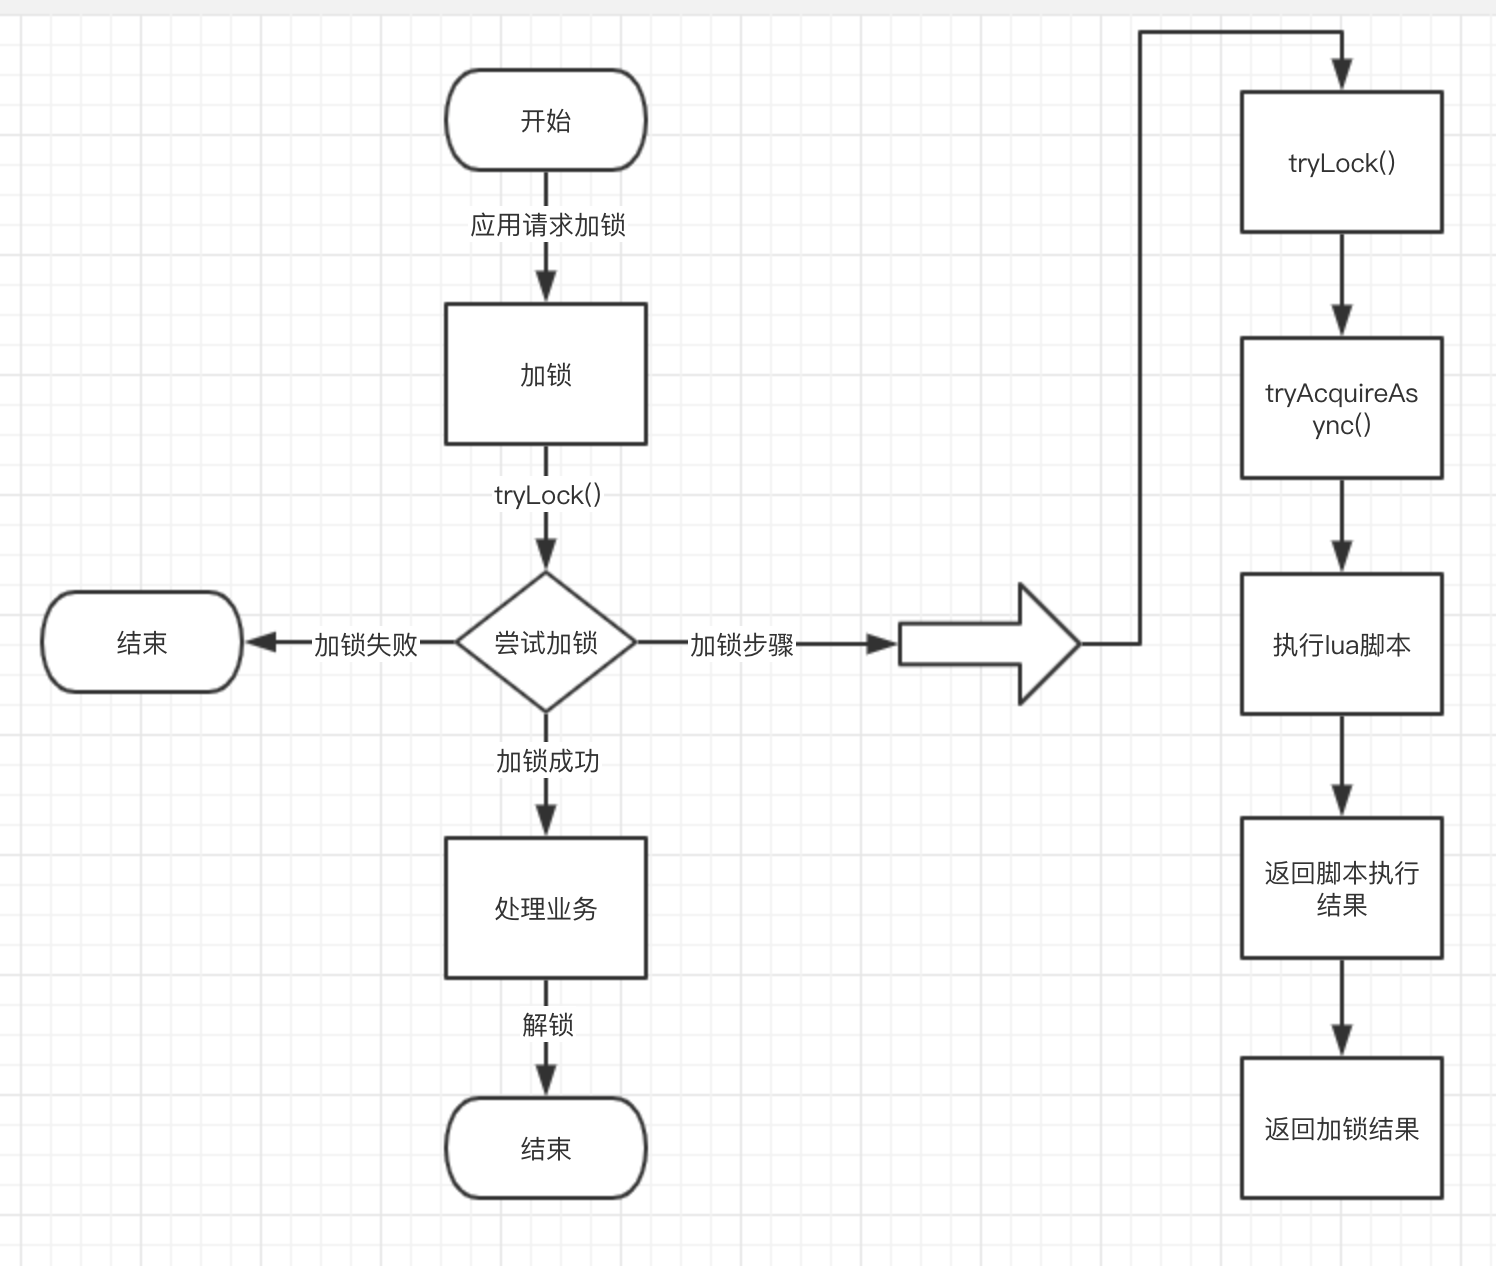 开始
应用请求加锁
加锁
tryLock()
尝试加锁
加锁失败
结束
加锁步骤
加锁成功
处理业务
解锁
结束
tryLock()
tryAcquireAs
ync()
执行lua脚本
返回脚本执行
结果
返回加锁结果